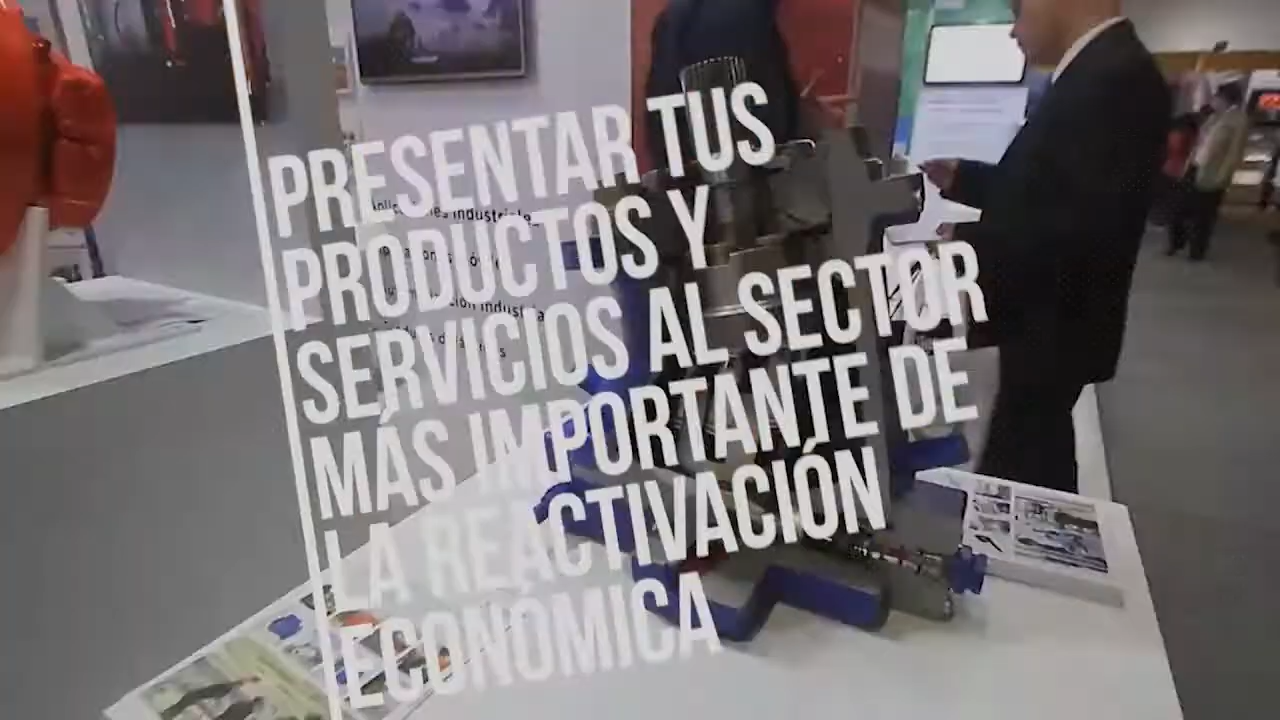 PRESENTAR TUS
PRODUCTOS Y
SERVICIOS AL SECTOR
MÁS IMPORTANTE DE
LA REACTIVACIÓN
ECONÓMICA